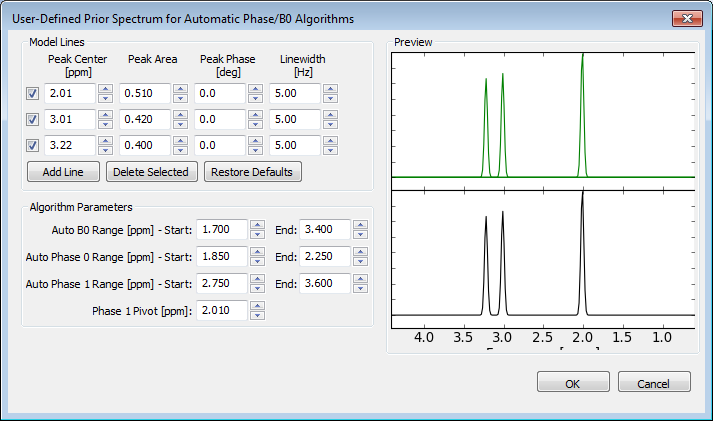 User-Defined Prior Spectrum for Automatic Phase/B0 Algorithms
Model Lines
Peak Center [ppm] Peak Area Peak Phase [deg] Linewidth [Hz]
2.01 0.510 0.0 5.00
3.01 0.420 0.0 5.00
3.22 0.400 0.0 5.00
Add Line Delete Selected Restore Defaults
Algorithm Parameters
Auto B0 Range [ppm] - Start: 1.700 End: 3.400
Auto Phase 0 Range [ppm] - Start: 1.850 End: 2.250
Auto Phase 1 Range [ppm] - Start: 2.750 End: 3.600
Phase 1 Pivot [ppm]: 2.010
Preview
4.0 3.5 3.0 2.5 2.0 1.5 1.0
OK Cancel